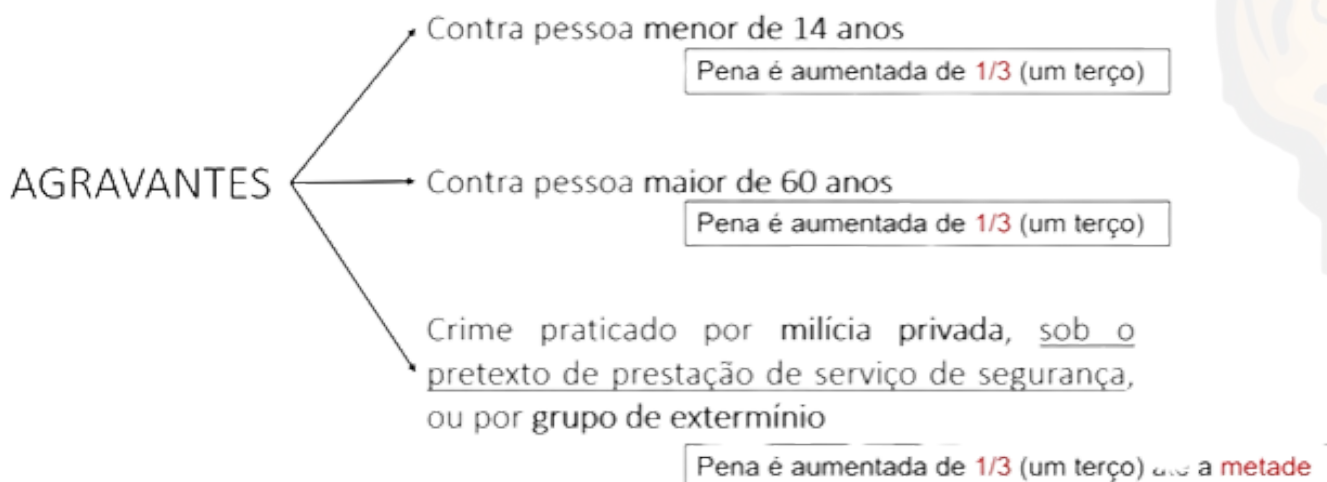 Contra pessoa menor de 14 anos
Pena é aumentada de 1/3 (um terço)
AGRAVANTES
Contra pessoa maior de 60 anos
Pena é aumentada de 1/3 (um terço)
Crime praticado por milícia privada, sob o
pretexto de prestação de serviço de segurança,
ou por grupo de extermínio
Pena é aumentada de 1/3 (um terço) a metade